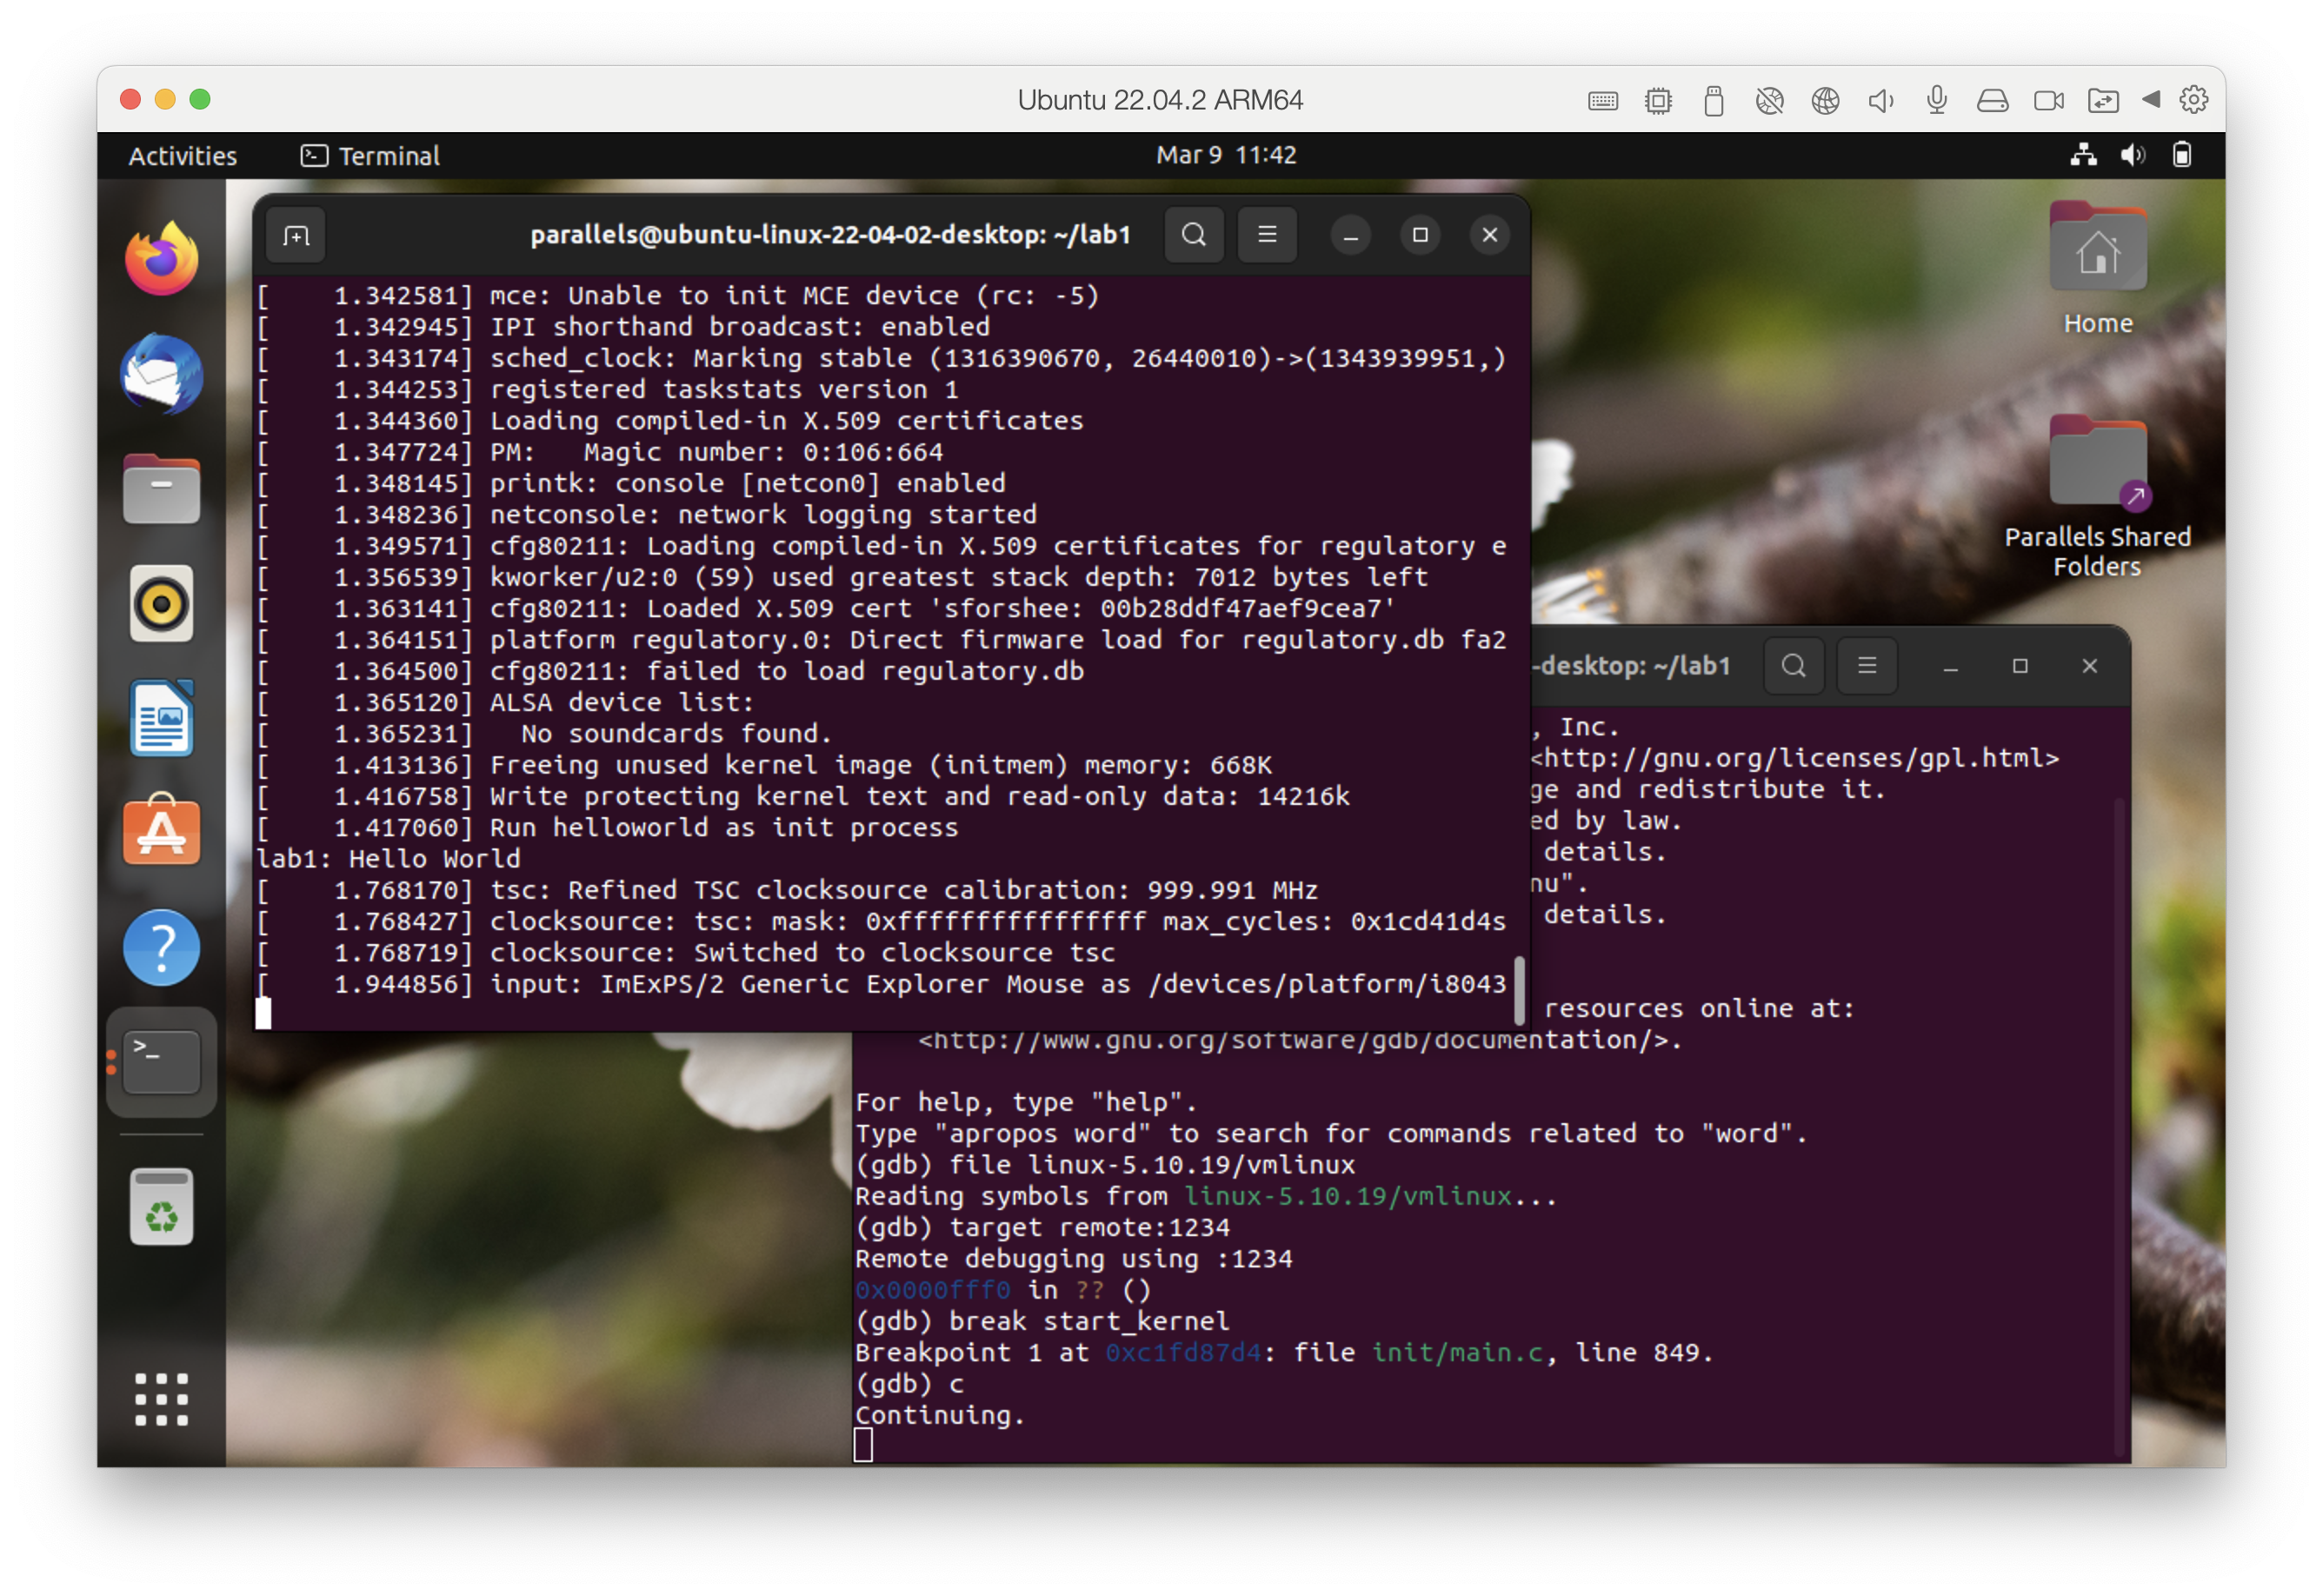 Ubuntu 22.04.2 ARM64
Activities
Terminal
Mar 9 11:42
parallels@ubuntu-linux-22-04-02-desktop: ~/lab1
[    1.342581] mce: Unable to init MCE device (rc: -5)
[    1.342945] IPI shorthand broadcast: enabled
[    1.343174] sched_clock: Marking stable (1316390670, 26440010)->(1343939951,)
[    1.344253] registered taskstats version 1
[    1.344360] Loading compiled-in X.509 certificates
[    1.347724] PM:   Magic number: 0:106:664
[    1.348145] printk: console [netcon0] enabled
[    1.348236] netconsole: network logging started
[    1.349571] cfg80211: Loading compiled-in X.509 certificates for regulatory e
[    1.356539] kworker/u2:0 (59) used greatest stack depth: 7012 bytes left
[    1.363141] cfg80211: Loaded X.509 cert 'sforshee: 00b28ddf47aef9cea7'
[    1.364151] platform regulatory.0: Direct firmware load for regulatory.db fa2
[    1.364500] cfg80211: failed to load regulatory.db
[    1.365120] ALSA device list:
[    1.365231]   No soundcards found.
[    1.413136] Freeing unused kernel image (initmem) memory: 668K
[    1.416758] Write protecting kernel text and read-only data: 14216k
[    1.417060] Run helloworld as init process
lab1: Hello World
[    1.768170] tsc: Refined TSC clocksource calibration: 999.991 MHz
[    1.768427] clocksource: tsc: mask: 0xffffffffffffffff max_cycles: 0x1cd41d4s
[    1.768719] clocksource: Switched to clocksource tsc
[    1.944856] input: ImExPS/2 Generic Explorer Mouse as /devices/platform/i8043
Home
Parallels Shared
Folders
-desktop: ~/lab1
, Inc.
<http://gnu.org/licenses/gpl.html>
ge and redistribute it.
ed by law.
details.
nu".
details.
resources online at:
<http://www.gnu.org/software/gdb/documentation/>.
For help, type "help".
Type "apropos word" to search for commands related to "word".
(gdb) file linux-5.10.19/vmlinux
Reading symbols from linux-5.10.19/vmlinux...
(gdb) target remote:1234
Remote debugging using :1234
0x0000fff0 in ?? ()
(gdb) break start_kernel
Breakpoint 1 at 0xc1fd87d4: file init/main.c, line 849.
(gdb) c
Continuing.